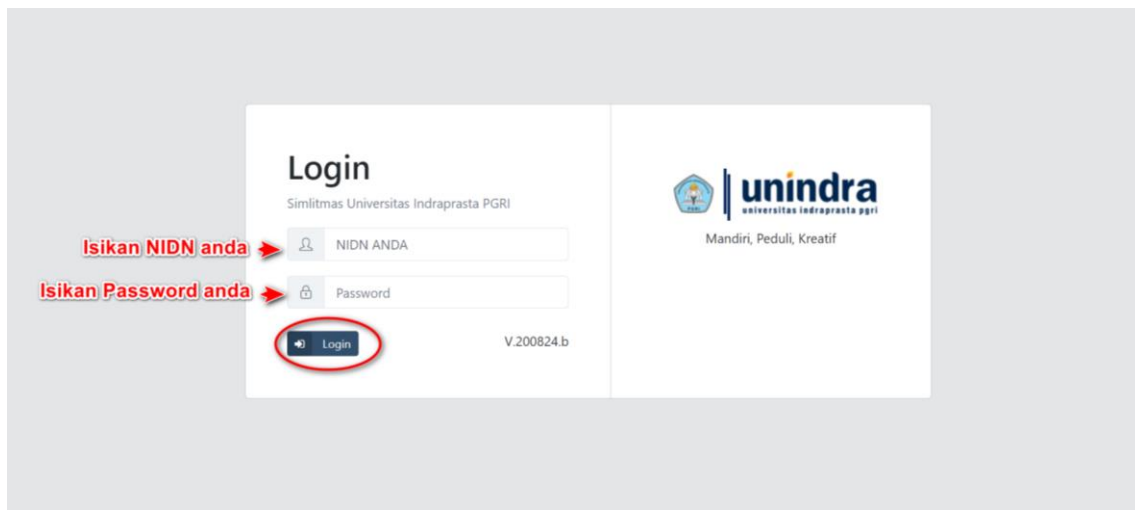 Login
Simlitmas Universitas Indraprasta PGRI
Isikan NIDN anda
NIDN ANDA
Isikan Password anda
Password
Login
V.200824.b
unindra
universitas indraprasta pgri
Mandiri, Peduli, Kreatif